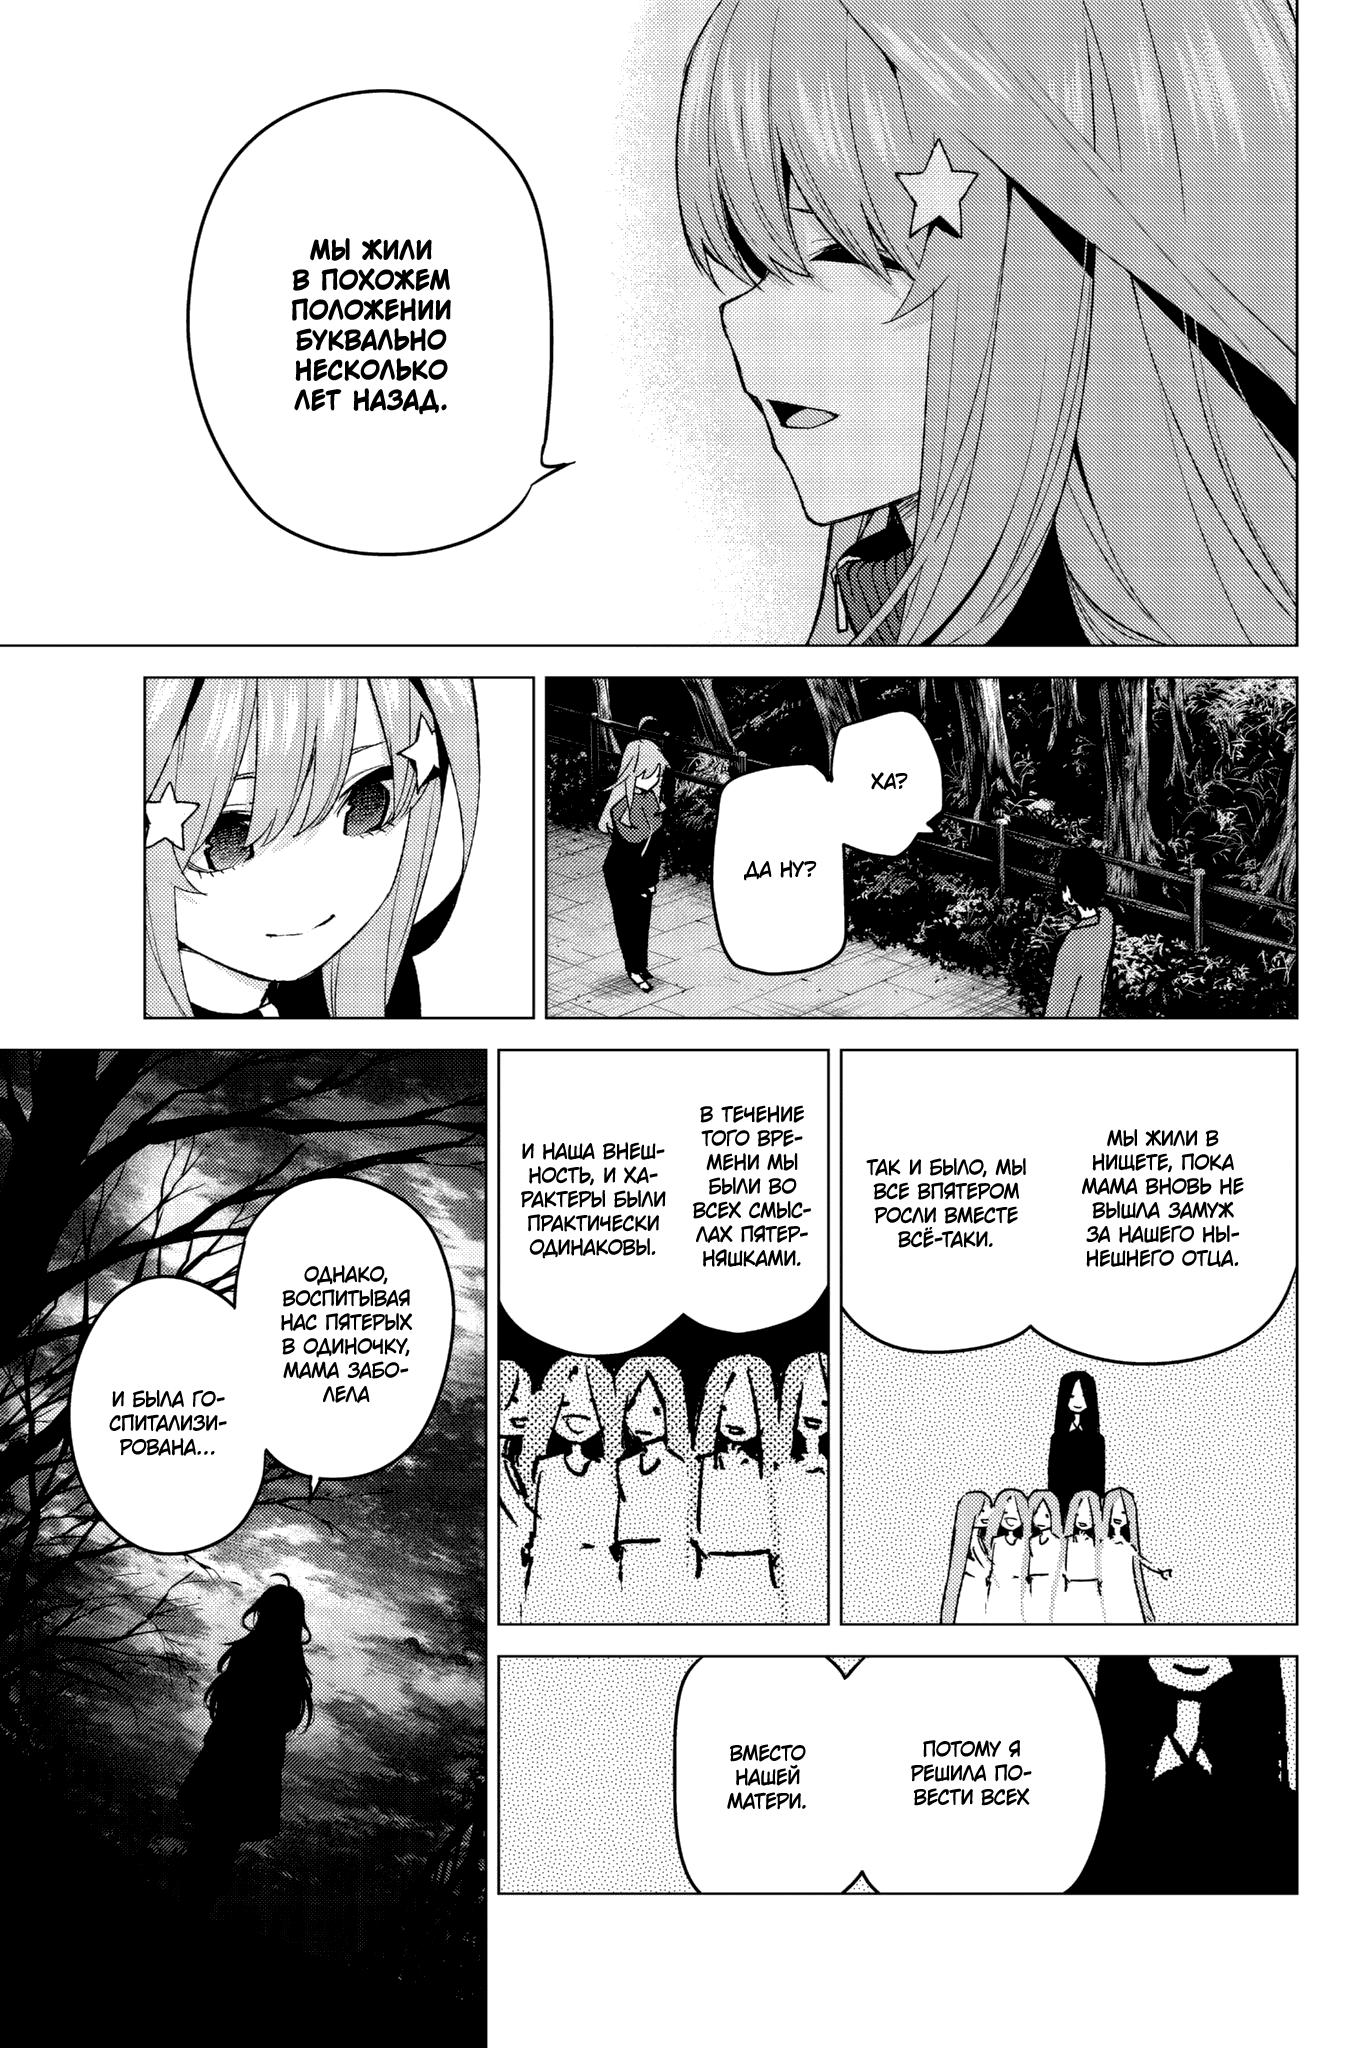 МЫ ЖИЛИ
В ПОХОЖЕМ
ПОЛОЖЕНИИ
БУКВАЛЬНО
НЕСКОЛЬКО
ЛЕТ НАЗАД.
ХА?
ДА НУ?
МЫ ЖИЛИ В
НИЩЕТЕ, ПОКА
МАМА ВНОВЬ НЕ
ВЫШЛА ЗАМУЖ
ЗА НАШЕГО НЫ-
НЕШНЕГО ОТЦА.
ТАК И БЫЛО, МЫ
ВСЕ ВПЯТЕРОМ
РОСЛИ ВМЕСТЕ
ВСЁ-ТАКИ.
В ТЕЧЕНИЕ
ТОГО ВРЕ-
МЕНИ МЫ
БЫЛИ ВО
ВСЕХ СМЫС-
ЛАХ ПЯТЕР-
НЯШКАМИ.
И НАША ВНЕШ-
НОСТЬ, И ХА-
РАКТЕРЫ БЫЛИ
ПРАКТИЧЕСКИ
ОДИНАКОВЫ.
ОДНАКО,
ВОСПИТЫВАЯ
НАС ПЯТЕРЫХ
В ОДИНОЧКУ,
МАМА ЗАБО-
ЛЕЛА
И БЫЛА ГО-
СПИТАЛИЗИ-
РОВАНА...
ПОТОМУ Я
РЕШИЛА ПО-
ВЕСТИ ВСЕХ
ВМЕСТО
НАШЕЙ
МАТЕРИ.